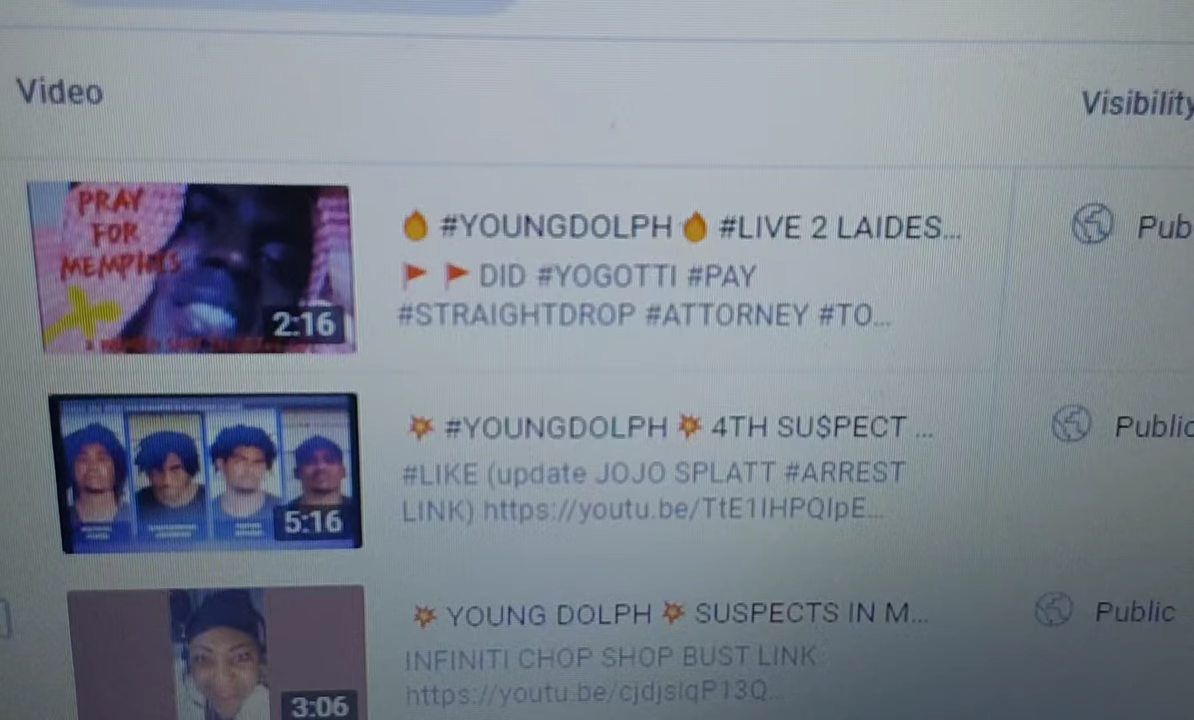 Video
Visibility
PRAY
FOR
MEMPHIS
2:16
🔥 #YOUNGDOLPH 🔥 #LIVE 2 LAIDES...
🚩 🚩 DID #YOGOTTI #PAY
#STRAIGHTDROP #ATTORNEY #TO...
Pub
5:16
💥 #YOUNGDOLPH 💥 4TH SU$PECT ...
#LIKE (update JOJO SPLATT #ARREST
LINK) https://youtu.be/TtE1IHPQIpE...
Public
3:06
💥 YOUNG DOLPH 💥 SUSPECTS IN M...
INFINITI CHOP SHOP BUST LINK
https://youtu.be/cjdjsIqP13Q...
Public